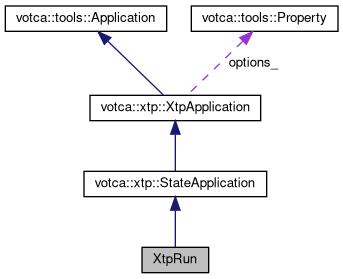 votca::tools::Application
votca::tools::Property
options_
votca::xtp::XtpApplication
votca::xtp::StateApplication
XtpRun